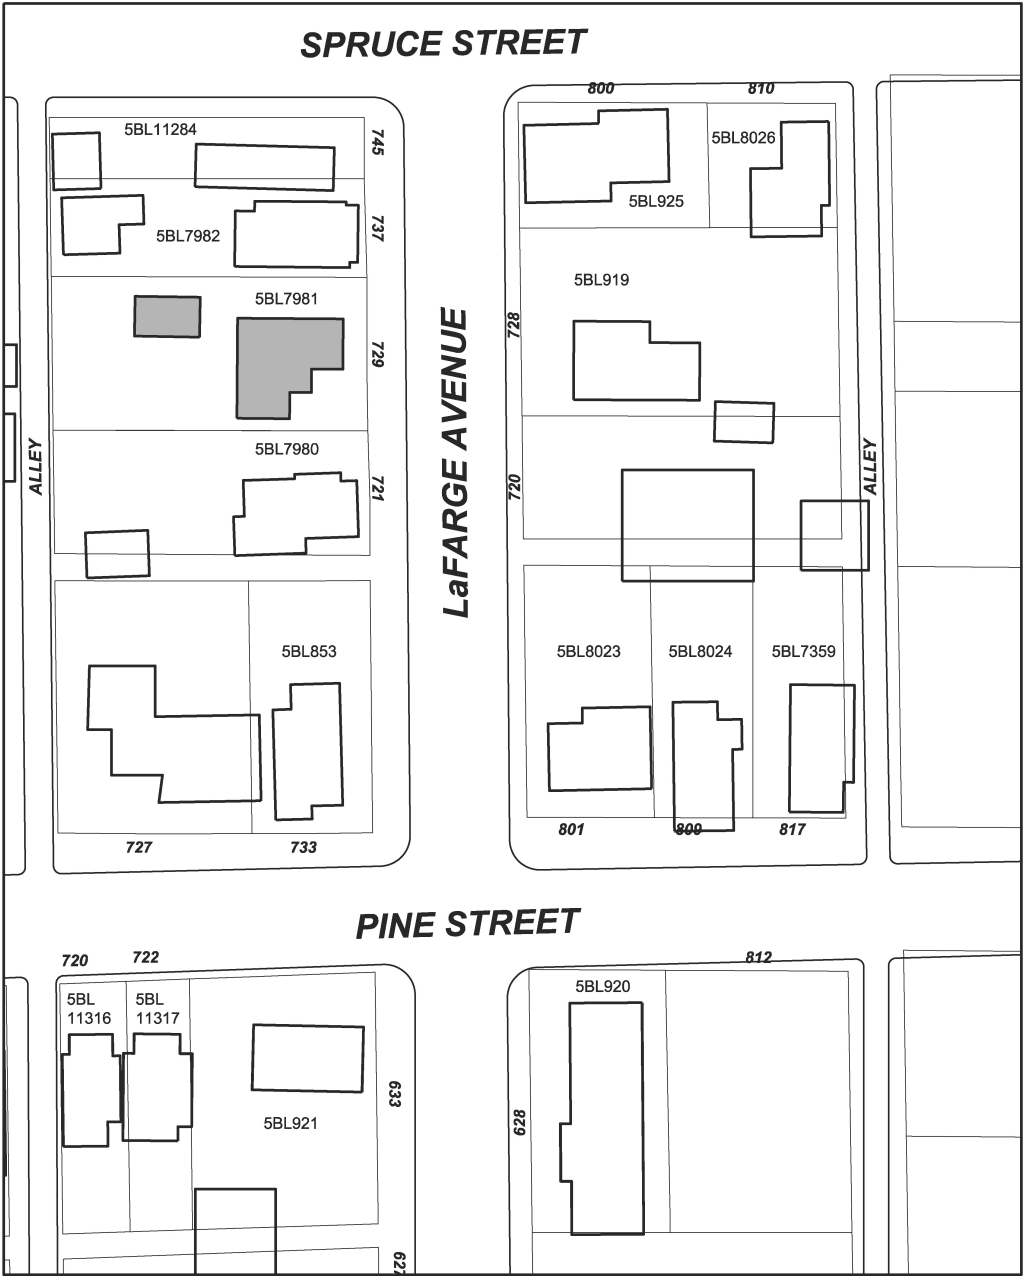 SPRUCE STREET
800
810
5BL11284
745
5BL8026
5BL925
5BL7982
737
5BL919
5BL7981
728
729
LaFARGE AVENUE
5BL7980
ALLEY
ALLEY
721
720
5BL853
5BL8023
5BL8024
5BL7359
801
809
817
727
733
PINE STREET
720
722
812
5BL
11316
5BL
11317
5BL920
633
628
5BL921
627